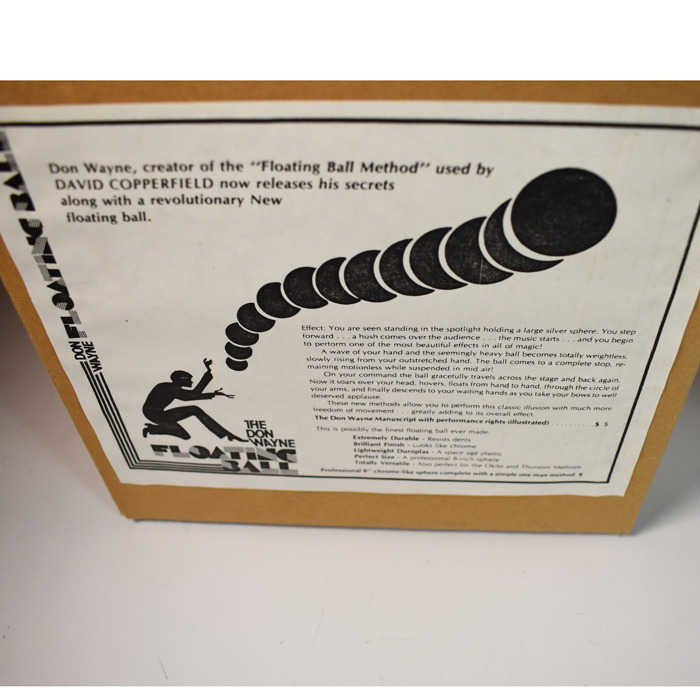 Don Wayne, creator of the "Floating Ball Method" used by
DAVID COPPERFIELD now releases his secrets
along with a revolutionary New
floating ball.
DON
WAYNE
FLOATING BALL
Effect: You are seen standing in the spotlight holding a large silver sphere. You step
forward . . . a hush comes over the audience . . . the music starts . . . and you begin
to perform one of the most beautiful effects in all of magic!
A wave of your hand and the seemingly heavy ball becomes totally weightless,
slowly rising from your outstretched hand. The ball comes to a complete stop, re-
maining motionless while suspended in mid air!
On your command the ball gracefully travels across the stage and back again.
Now it soars over your head, hovers, floats from hand to hand, through the circle of
your arms, and finally descends to your waiting hands as you take your bows to well
deserved applause.
These new methods allow you to perform this classic illusion with much more
freedom of movement . . . greatly adding to its overall effect.
The Don Wayne Manuscript with performance rights (illustrated) . . . . . . . . . . . $ 5
This is possibly the finest floating ball ever made:
Extremely Durable - Resists dents
Brilliant Finish - Looks like chrome
Lightweight Duroplas - A space age plastic
Perfect Size - A professional 8-inch sphere
Totally Versatile - Also perfect for the Okito and Thurston Methods
Professional 8" chrome-like sphere complete with a simple one man method $
THE
DON
WAYNE
FLOATING
BALL